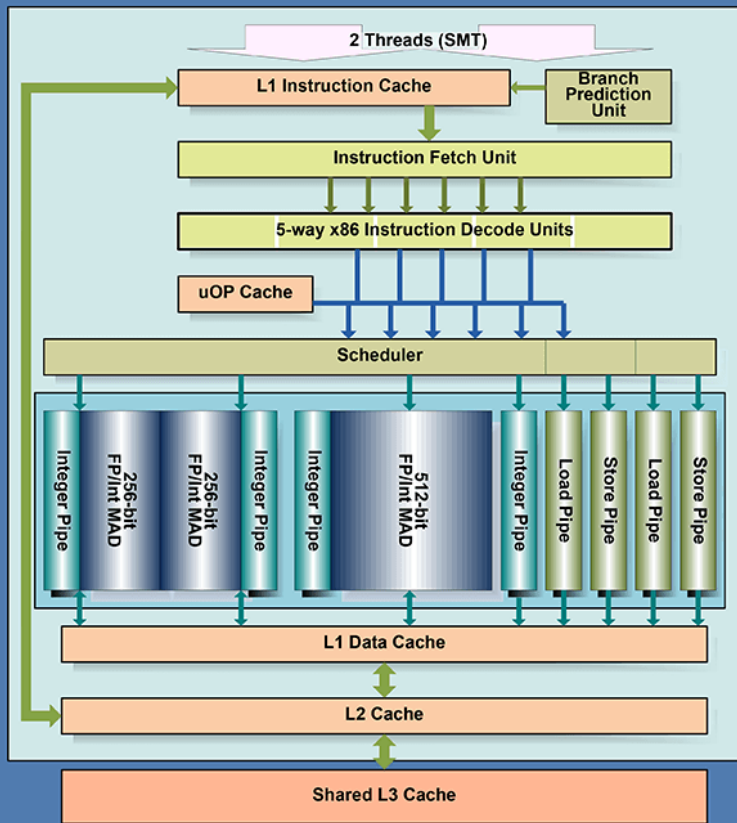 2 Threads (SMT)
L1 Instruction Cache
Branch
Prediction
Unit
Instruction Fetch Unit
5-way x86 Instruction Decode Units
uOP Cache
Scheduler
Integer Pipe
256-bit
FP/Int MAD
256-bit
FP/Int MAD
Integer Pipe
Integer Pipe
512-bit
FP/Int MAD
Integer Pipe
Load Pipe
Store Pipe
Load Pipe
Store Pipe
L1 Data Cache
L2 Cache
Shared L3 Cache